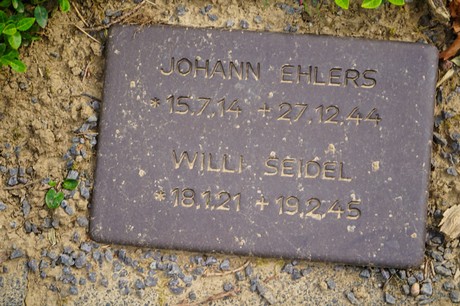 JOHANN EHLERS
*15.7.14 +27.12.44
WILLI SEIDEL
*18.1.21 +19.2.45